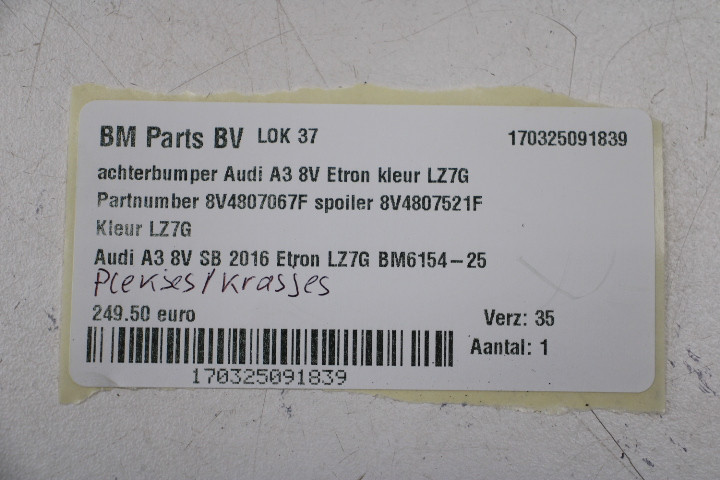 BM Parts BV LOK 37 170325091839
achterbumper Audi A3 8V Etron kleur LZ7G
Partnumber 8V4807067F spoiler 8V4807521F
Kleur LZ7G
Audi A3 8V SB 2016 Etron LZ7G BM6154-25
Plekjes/krasjes
249.50 euro Verz: 35
Aantal: 1
170325091839